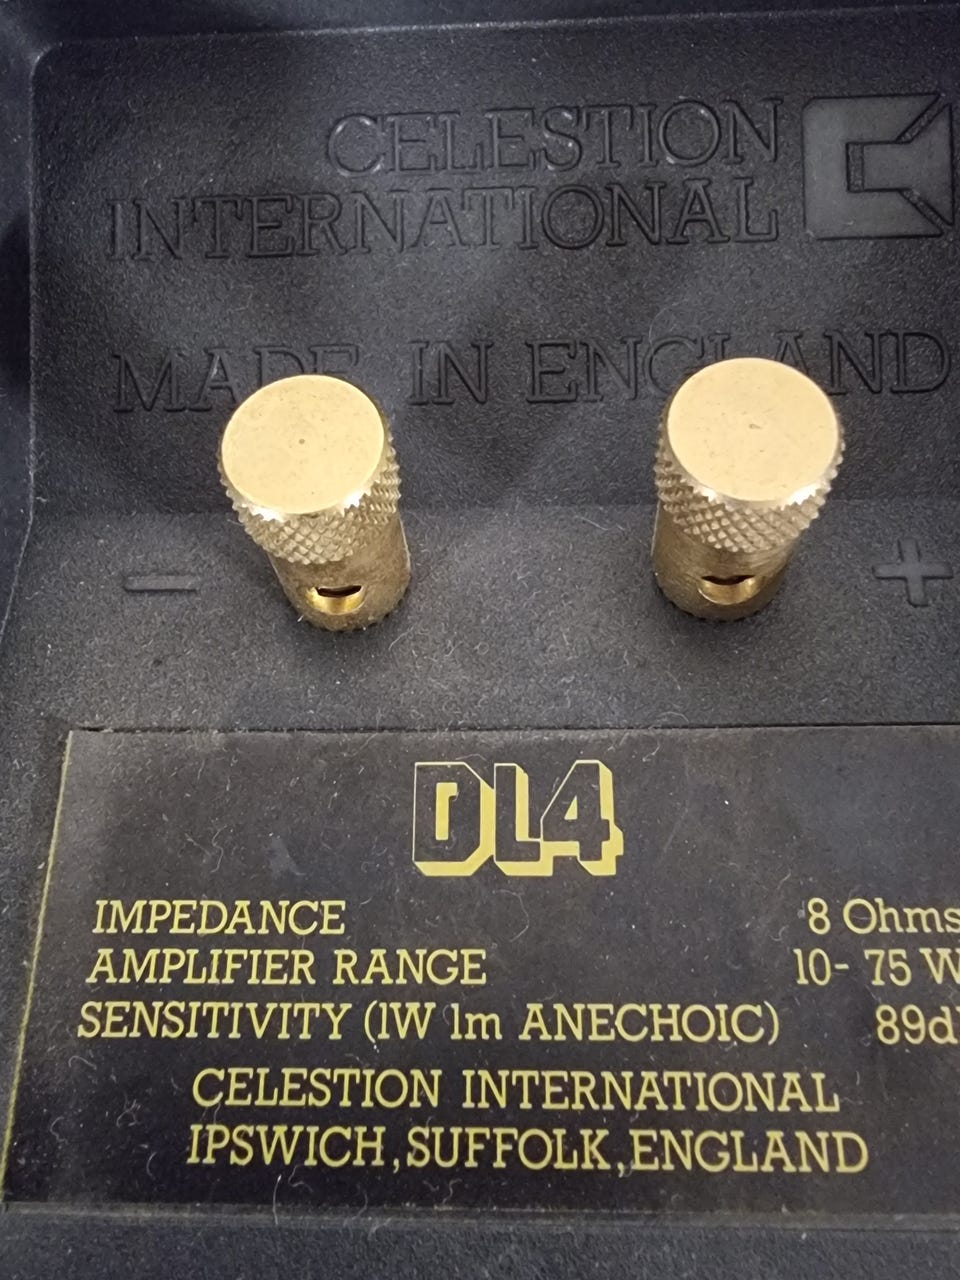 CELESTION
INTERNATIONAL
MADE IN ENGLAND
- +
DL4
IMPEDANCE 8 Ohms
AMPLIFIER RANGE 10- 75 W
SENSITIVITY (1W 1m ANECHOIC) 89d
CELESTION INTERNATIONAL
IPSWICH, SUFFOLK, ENGLAND